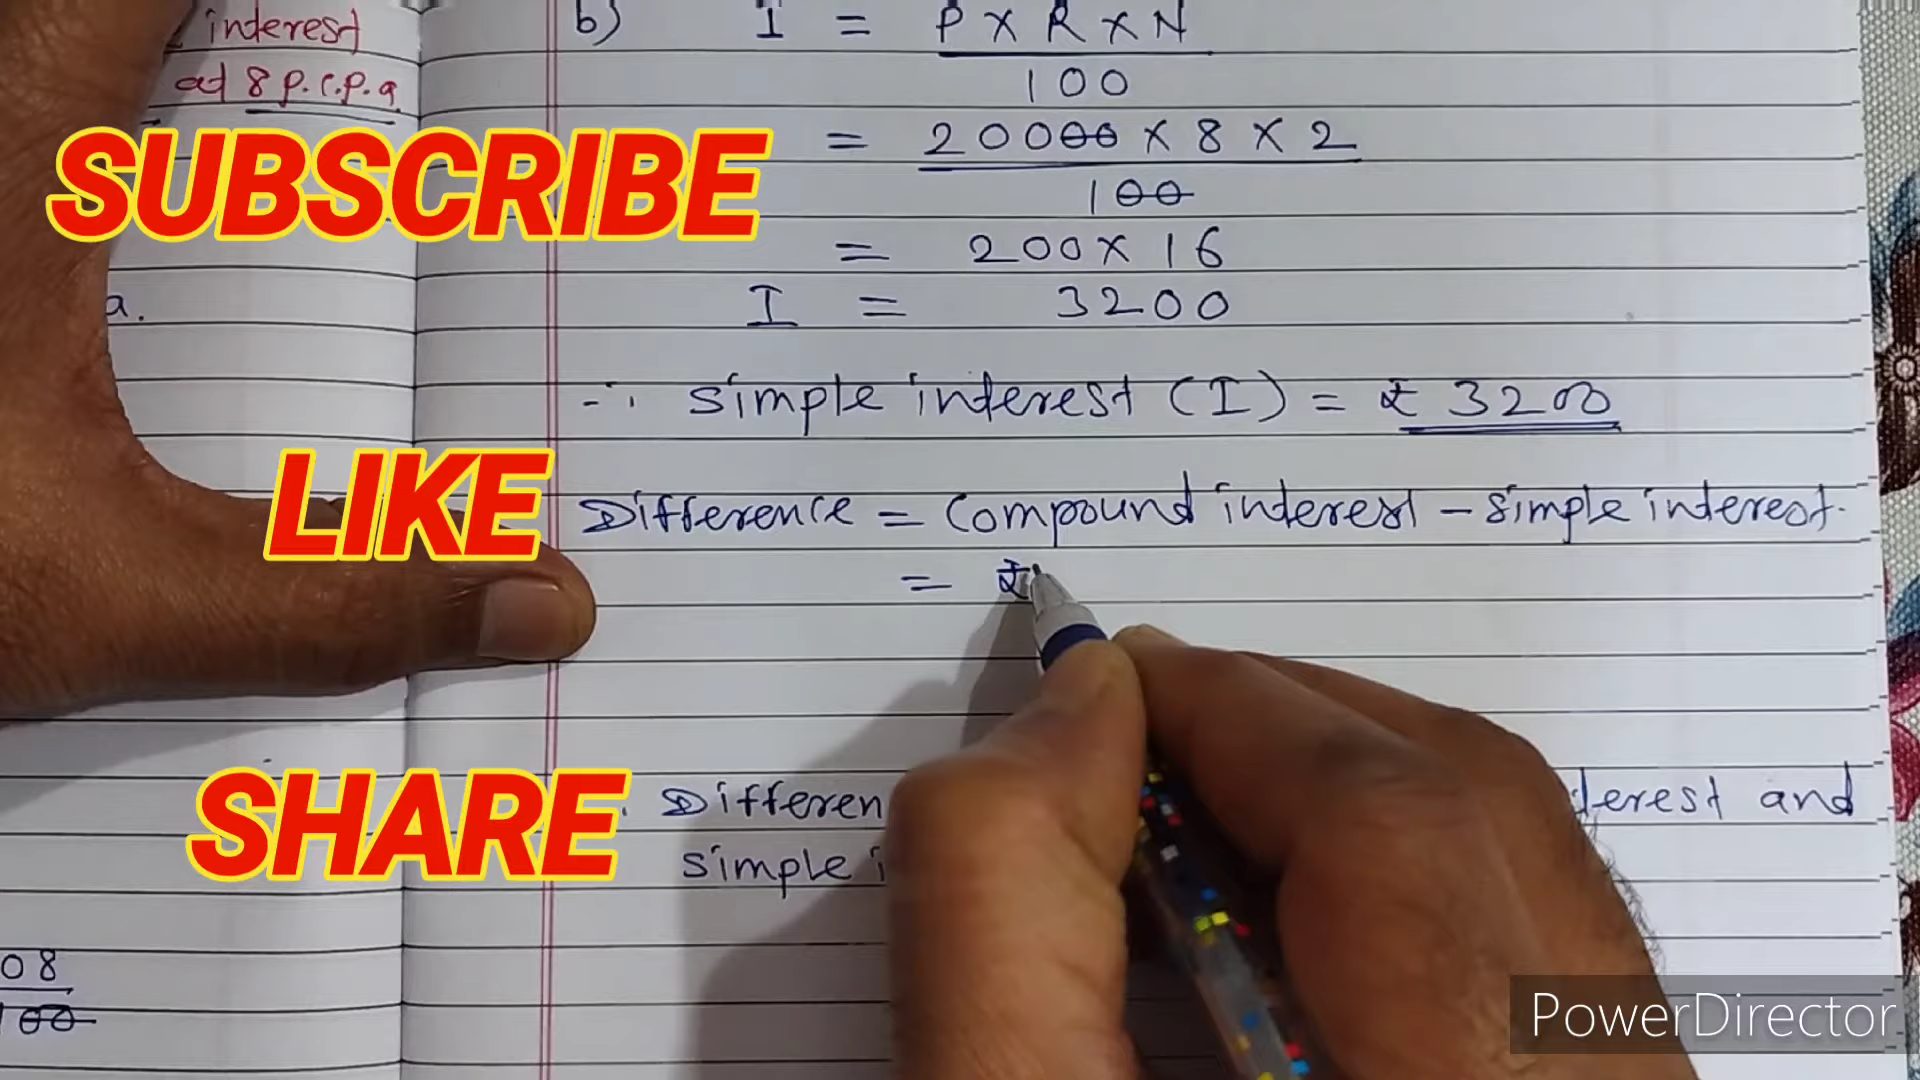 interest
at 8 p.c.p.a.
a.
08
100
b) I = P X R X N
100
= 20000 X 8 X 2
100
= 200 X 16
I = 3200
∴ Simple interest (I) = ₹ 3200
Difference = Compound interest - Simple interest.
= ₹
Differen
and
Simple
SUBSCRIBE
LIKE
SHARE
PowerDirector